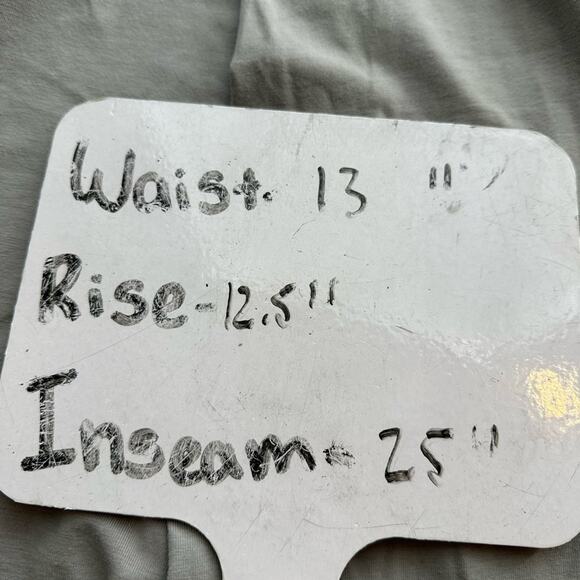 Waist- 13 "
Rise-12.5"
Inseam- 25"